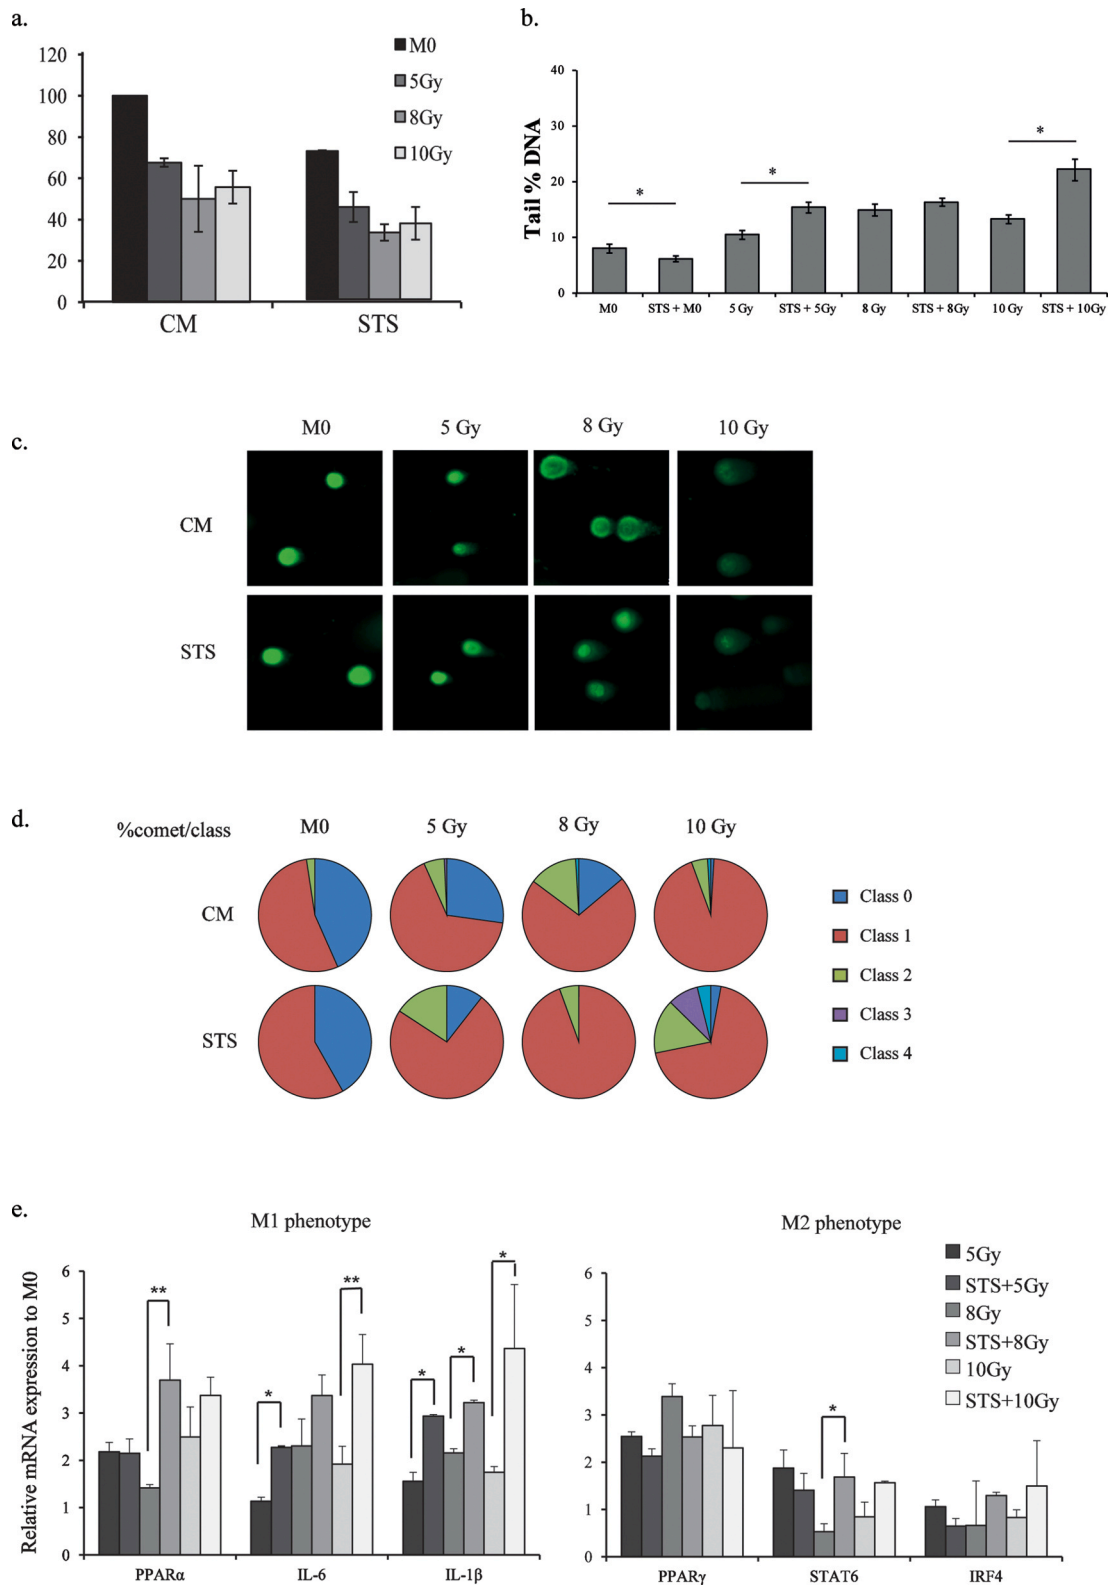 a.
120
100
80
60
40
20
0
CM
STS
M0
5Gy
8Gy
10Gy
b.
Tail % DNA
40
30
20
10
0
*
*
*
M0
STS + M0
5 Gy
STS + 5Gy
8 Gy
STS + 8Gy
10 Gy
STS + 10Gy
c.
M0
5 Gy
8 Gy
10 Gy
CM
STS
d.
%comet/class
M0
5 Gy
8 Gy
10 Gy
CM
STS
Class 0
Class 1
Class 2
Class 3
Class 4
e.
M1 phenotype
Relative mRNA expression to M0
6
5
4
3
2
1
0
**
*
**
*
*
*
PPARα
IL-6
IL-1β
M2 phenotype
6
5
4
3
2
1
0
*
PPARγ
STAT6
IRF4
5Gy
STS+5Gy
8Gy
STS+8Gy
10Gy
STS+10Gy